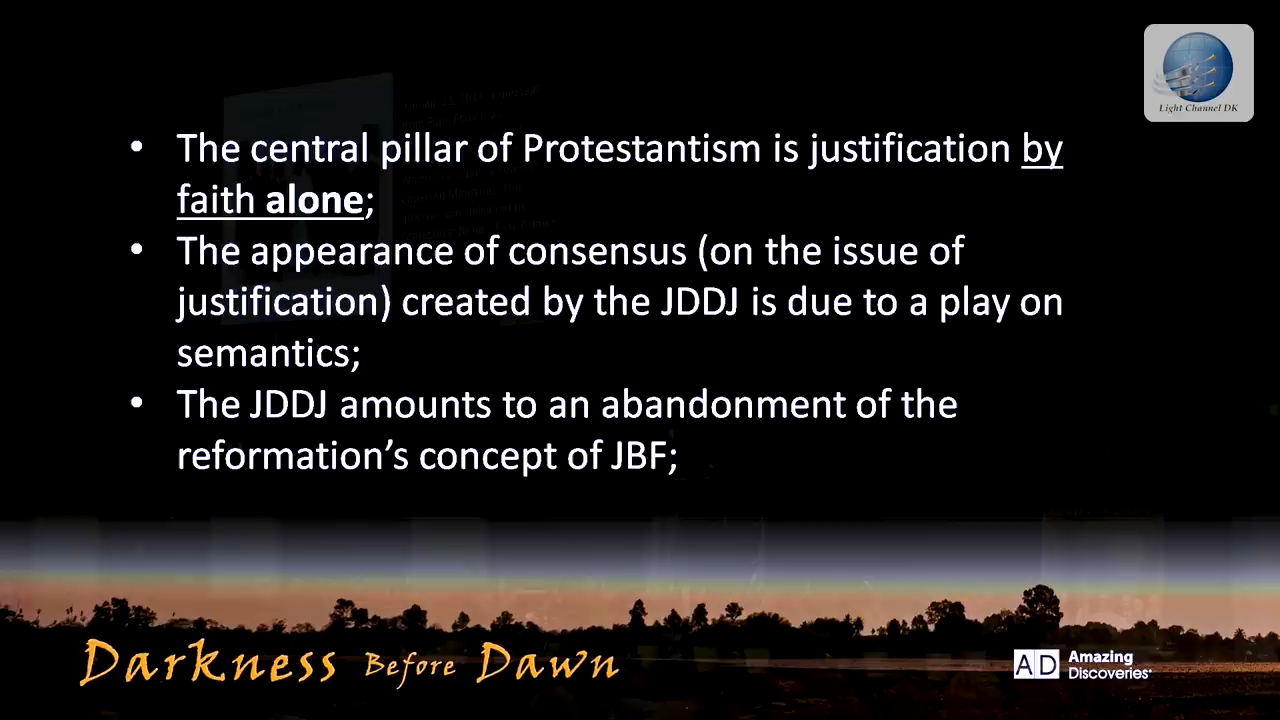 Light Channel DK
• The central pillar of Protestantism is justification by
faith alone;
• The appearance of consensus (on the issue of
justification) created by the JDDJ is due to a play on
semantics;
• The JDDJ amounts to an abandonment of the
reformation’s concept of JBF;
Darkness Before Dawn
AD Amazing
Discoveries